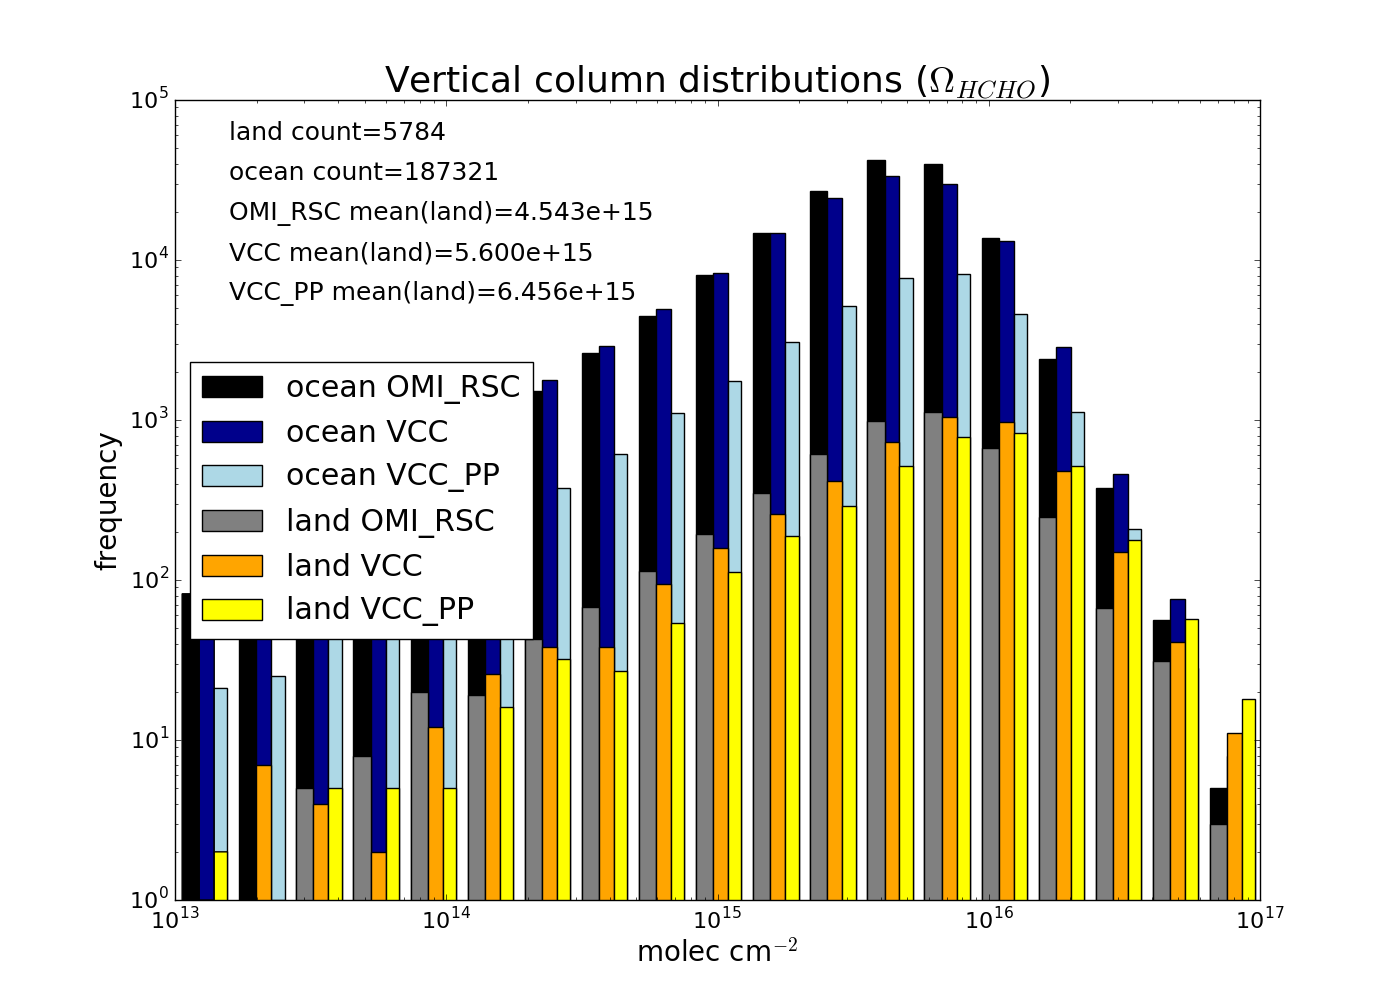 Vertical column distributions (Ω_HCHO)
10^5
10^4
10^3
10^2
10^1
10^0
frequency
land count=5784
ocean count=187321
OMI_RSC mean(land)=4.543e+15
VCC mean(land)=5.600e+15
VCC_PP mean(land)=6.456e+15
ocean OMI_RSC
ocean VCC
ocean VCC_PP
land OMI_RSC
land VCC
land VCC_PP
10^13 10^14 10^15 10^16 10^17
molec cm^−2